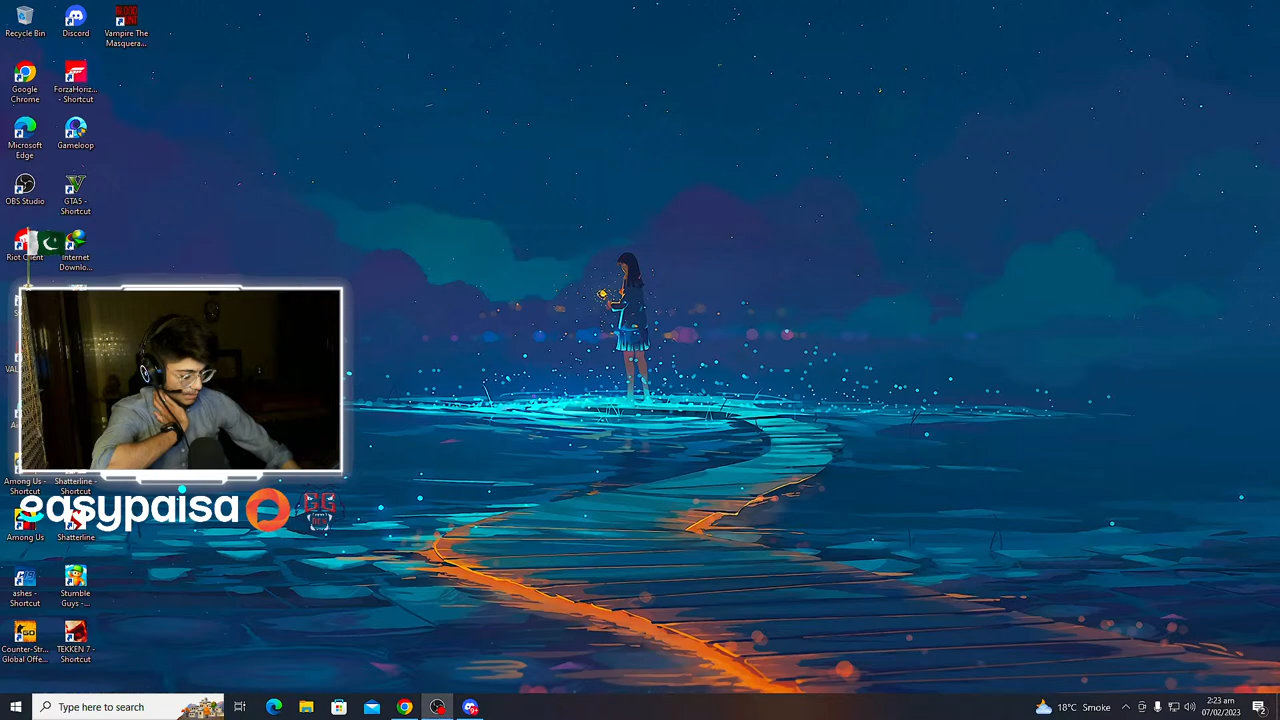 Recycle Bin
Discord
Vampire The
Masquera...
Google
Chrome
ForzaHoriz...
- Shortcut
Microsoft
Edge
Gameloop
OBS Studio
GTA5 -
Shortcut
Riot Client
Internet
Downlo...
Among Us -
Shortcut
Shatterline -
Shortcut
easypaisa
GG
Among Us
Shatterline
ashes -
Shortcut
Stumble
Guys -...
Counter-Str...
Global Offe...
TEKKEN 7 -
Shortcut
Type here to search
18°C Smoke
2:23 am
07/02/2023